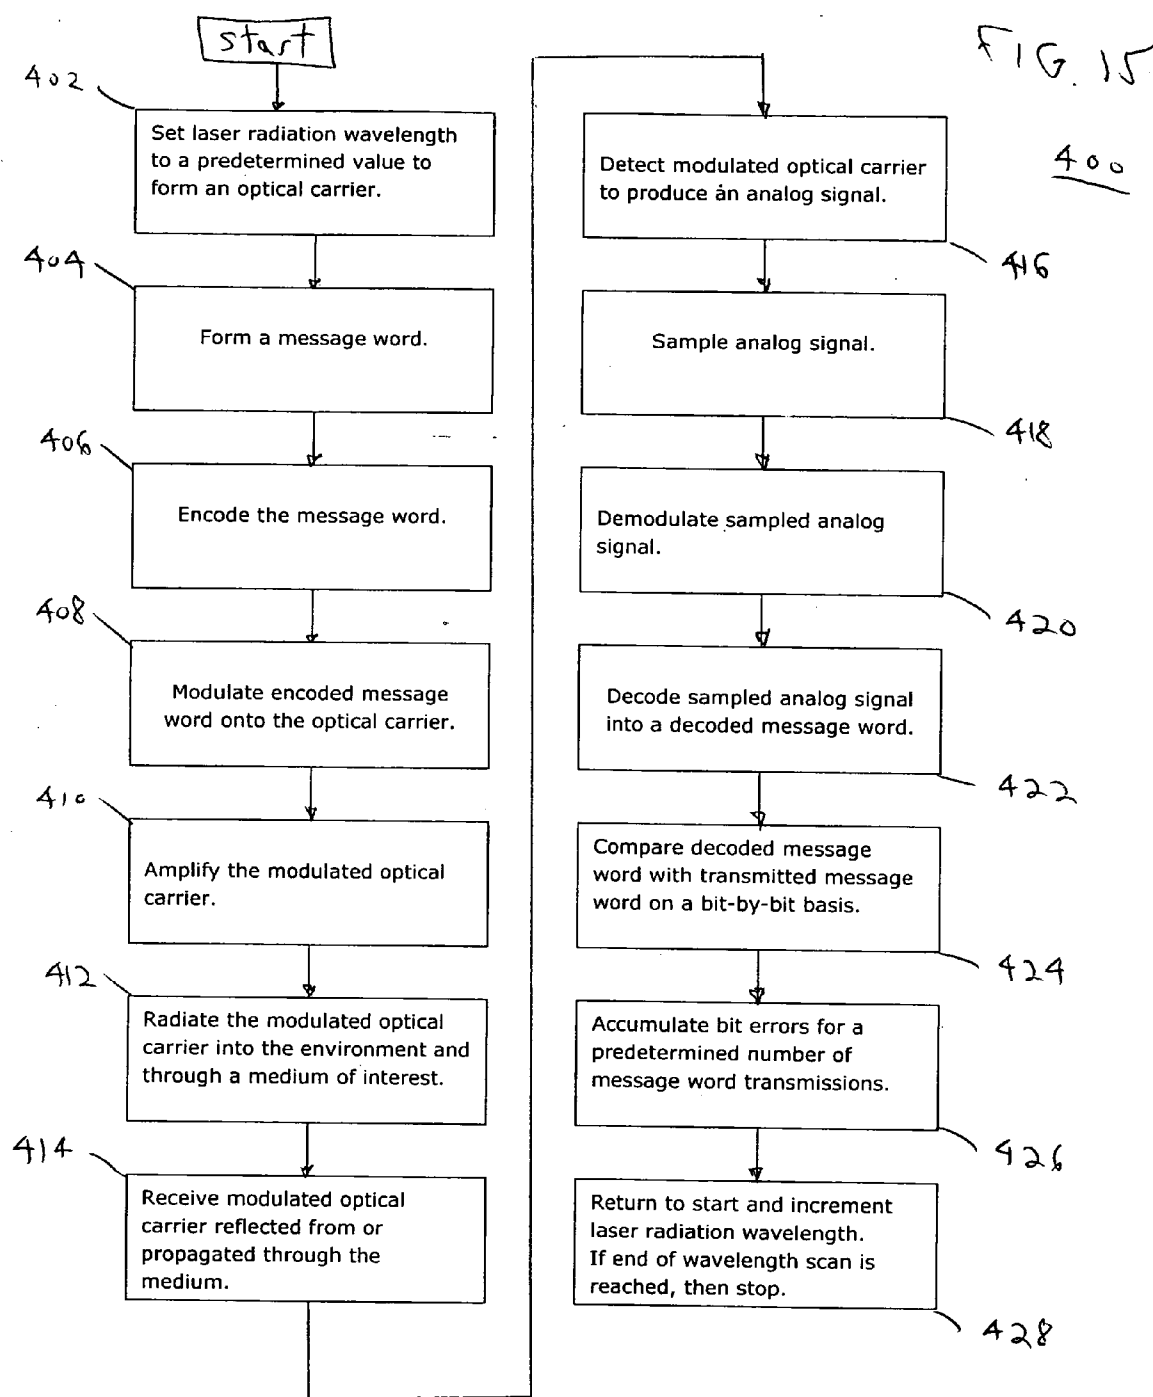 start
FIG. 15
400
402
Set laser radiation wavelength
to a predetermined value to
form an optical carrier.
404
Form a message word.
406
Encode the message word.
408
Modulate encoded message
word onto the optical carrier.
410
Amplify the modulated optical
carrier.
412
Radiate the modulated optical
carrier into the environment and
through a medium of interest.
414
Receive modulated optical
carrier reflected from or
propagated through the
medium.
Detect modulated optical carrier
to produce an analog signal.
416
Sample analog signal.
418
Demodulate sampled analog
signal.
420
Decode sampled analog signal
into a decoded message word.
422
Compare decoded message
word with transmitted message
word on a bit-by-bit basis.
424
Accumulate bit errors for a
predetermined number of
message word transmissions.
426
Return to start and increment
laser radiation wavelength.
If end of wavelength scan is
reached, then stop.
428